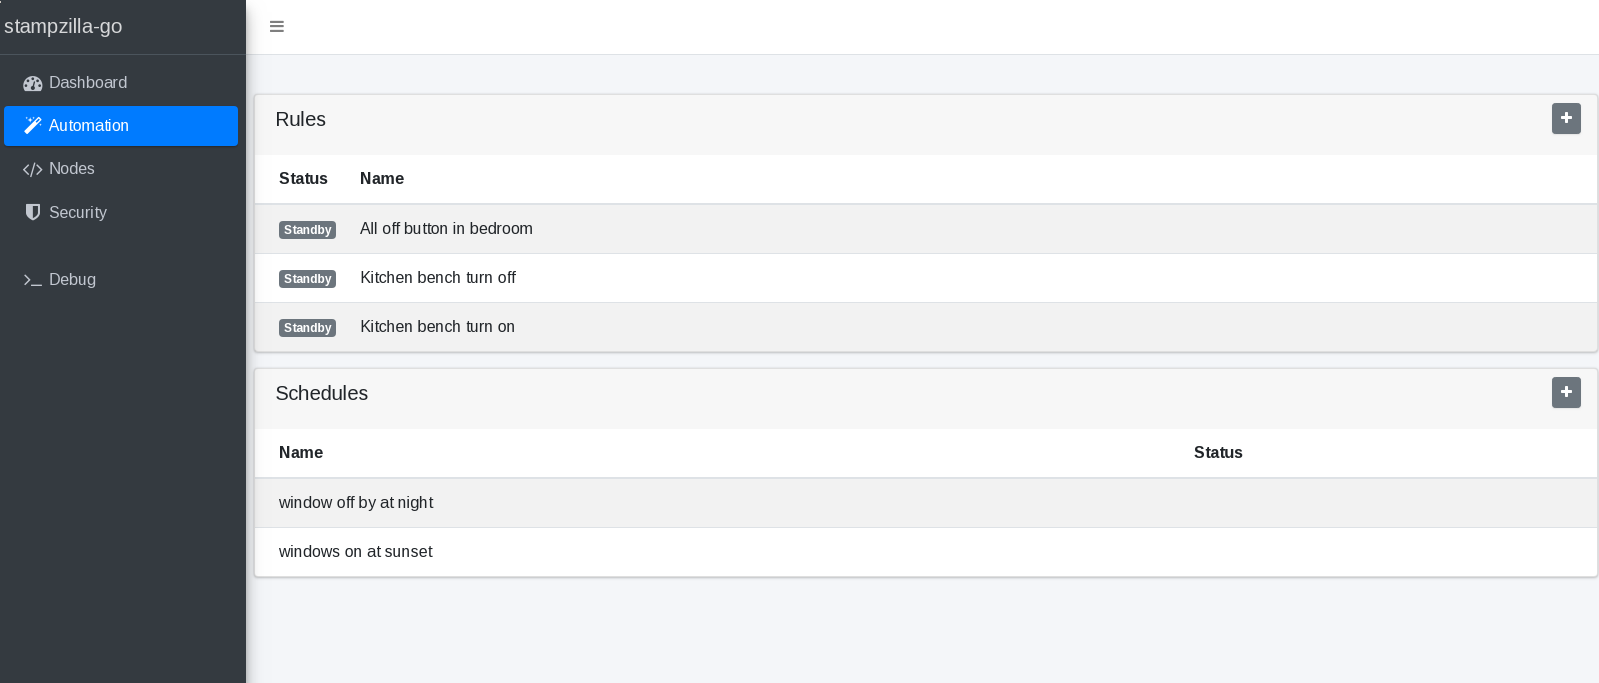 stampzilla-go
Dashboard
Automation
Nodes
Security
Debug
Rules
Status Name
Standby All off button in bedroom
Standby Kitchen bench turn off
Standby Kitchen bench turn on
Schedules
Name Status
window off by at night
windows on at sunset